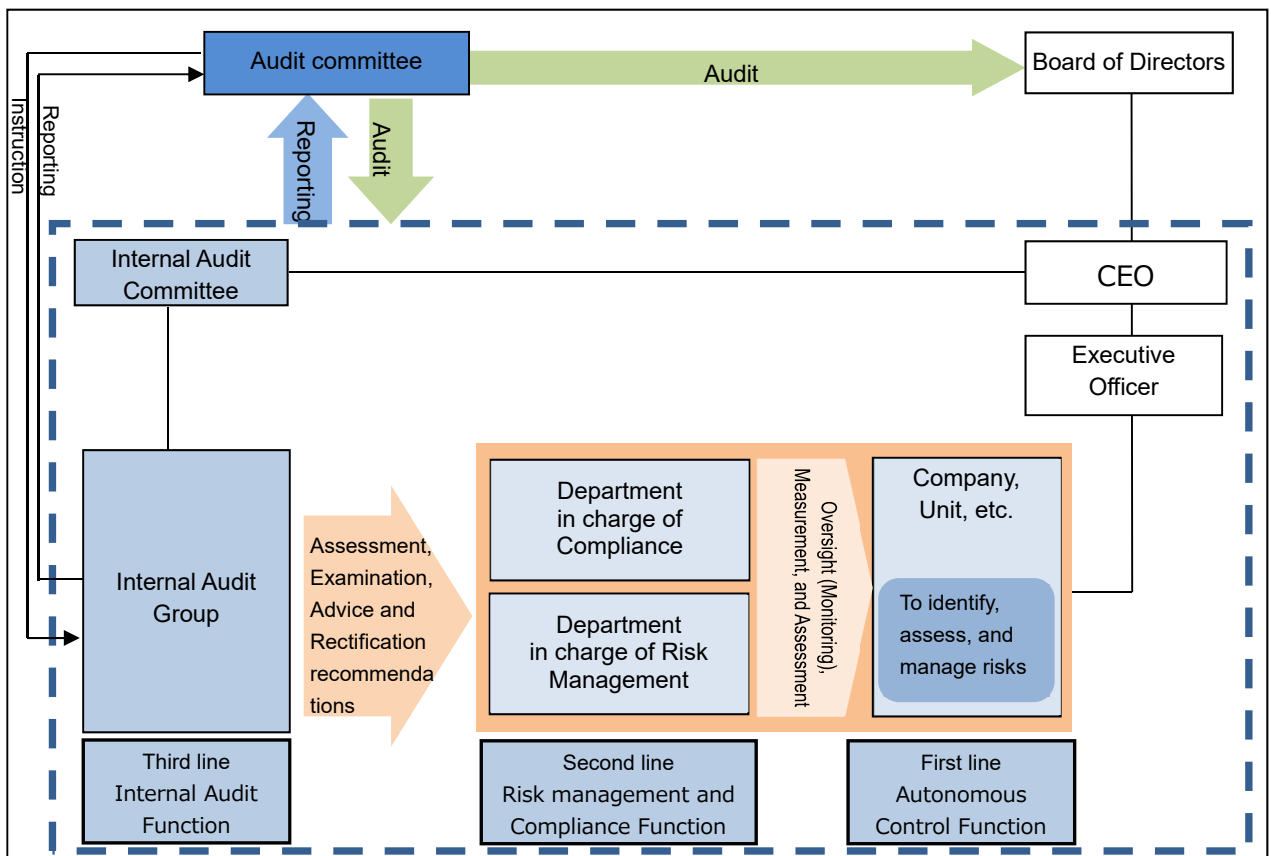 Audit committee
Audit
Board of Directors
Instruction
Reporting
Reporting
Audit
Internal Audit
Committee
CEO
Executive
Officer
Internal Audit
Group
Assessment,
Examination,
Advice and
Rectification
recommenda
tions
Department
in charge of
Compliance
Department
in charge of Risk
Management
Oversight (Monitoring),
Measurement, and Assessment
Company,
Unit, etc.
To identify,
assess, and
manage risks
Third line
Internal Audit
Function
Second line
Risk management and
Compliance Function
First line
Autonomous
Control Function